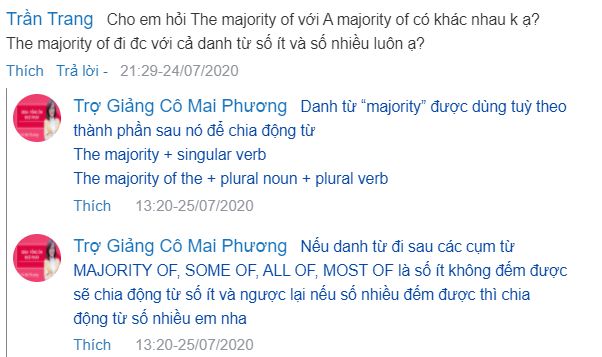 Trần Trang Cho em hỏi The majority of với A majority of có khác nhau k ạ?
The majority of đi đc với cả danh từ số ít và số nhiều luôn ạ?
Thích Trả lời - 21:29-24/07/2020
Trợ Giảng Cô Mai Phương Danh từ “majority” được dùng tuỳ theo
thành phần sau nó để chia động từ
The majority + singular verb
The majority of the + plural noun + plural verb
Thích 13:20-25/07/2020
Trợ Giảng Cô Mai Phương Nếu danh từ đi sau các cụm từ
MAJORITY OF, SOME OF, ALL OF, MOST OF là số ít không đếm được
sẽ chia động từ số ít và ngược lại nếu số nhiều đếm được thì chia
động từ số nhiều em nha
Thích 13:20-25/07/2020